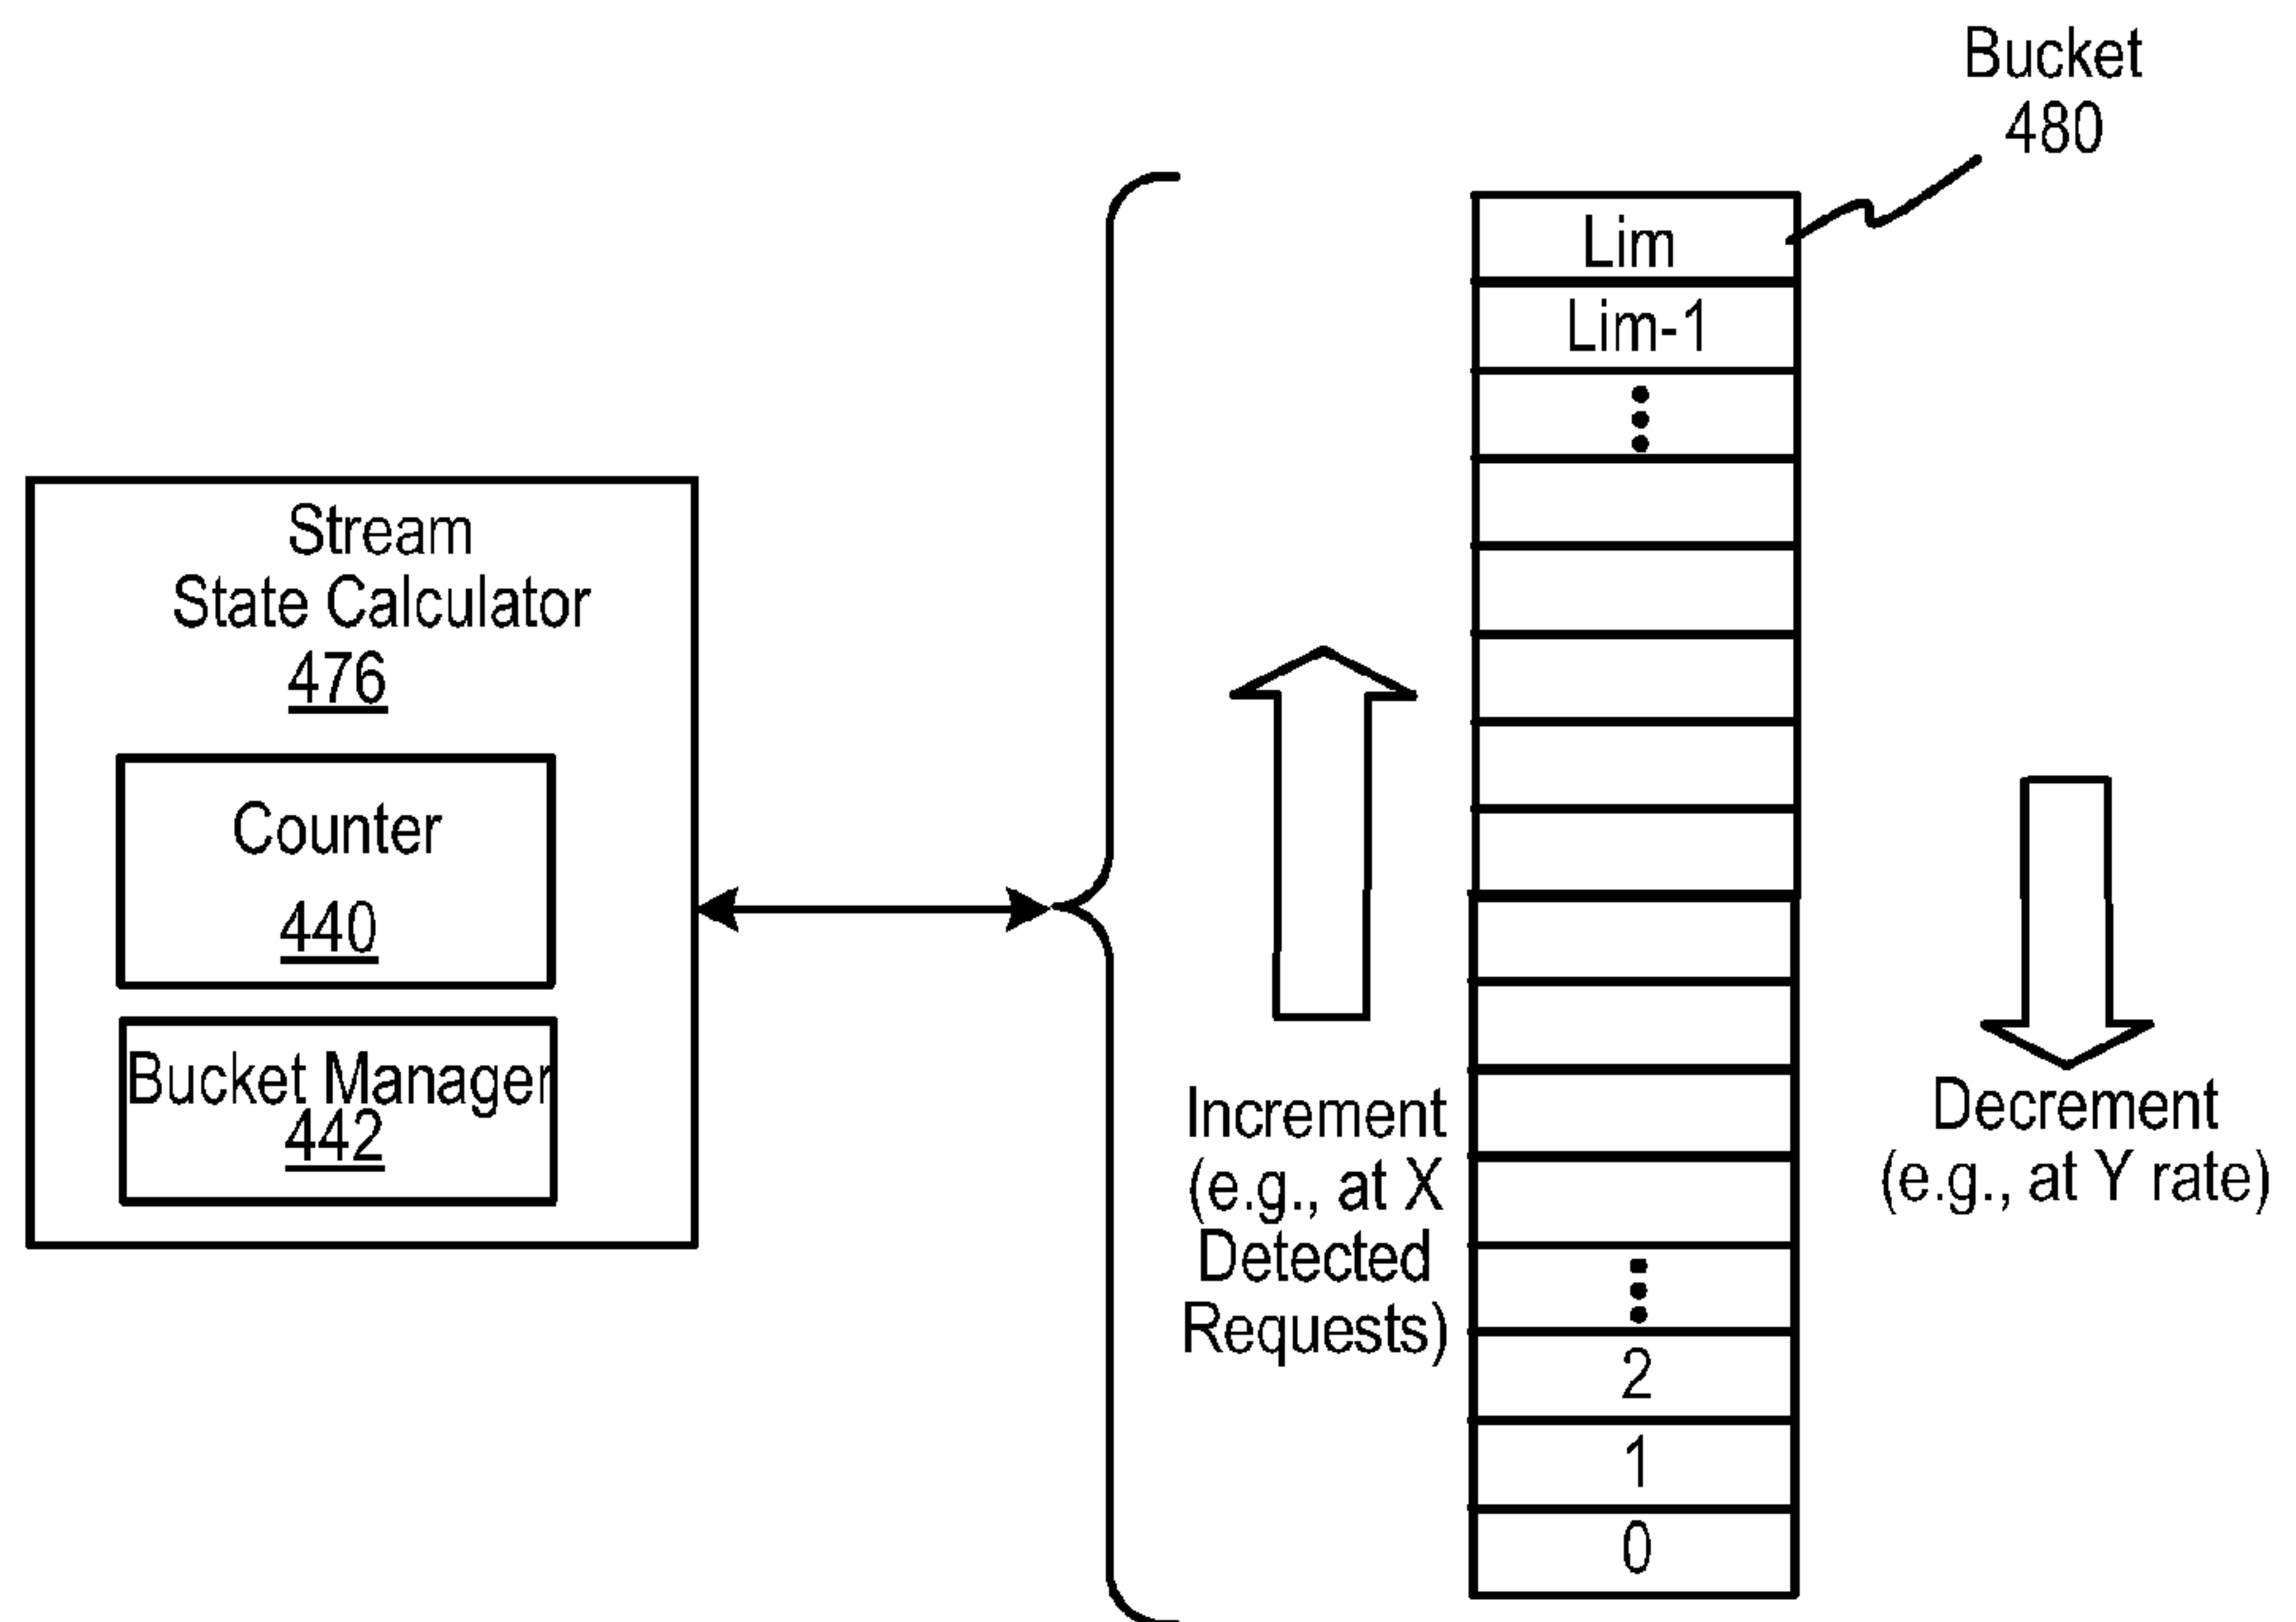 Bucket
480
Lim
Lim-1
Stream
State Calculator
476
Counter
440
Bucket Manager
442
Increment
(e.g., at X
Detected
Requests)
Decrement
(e.g., at Y rate)
2
1
0